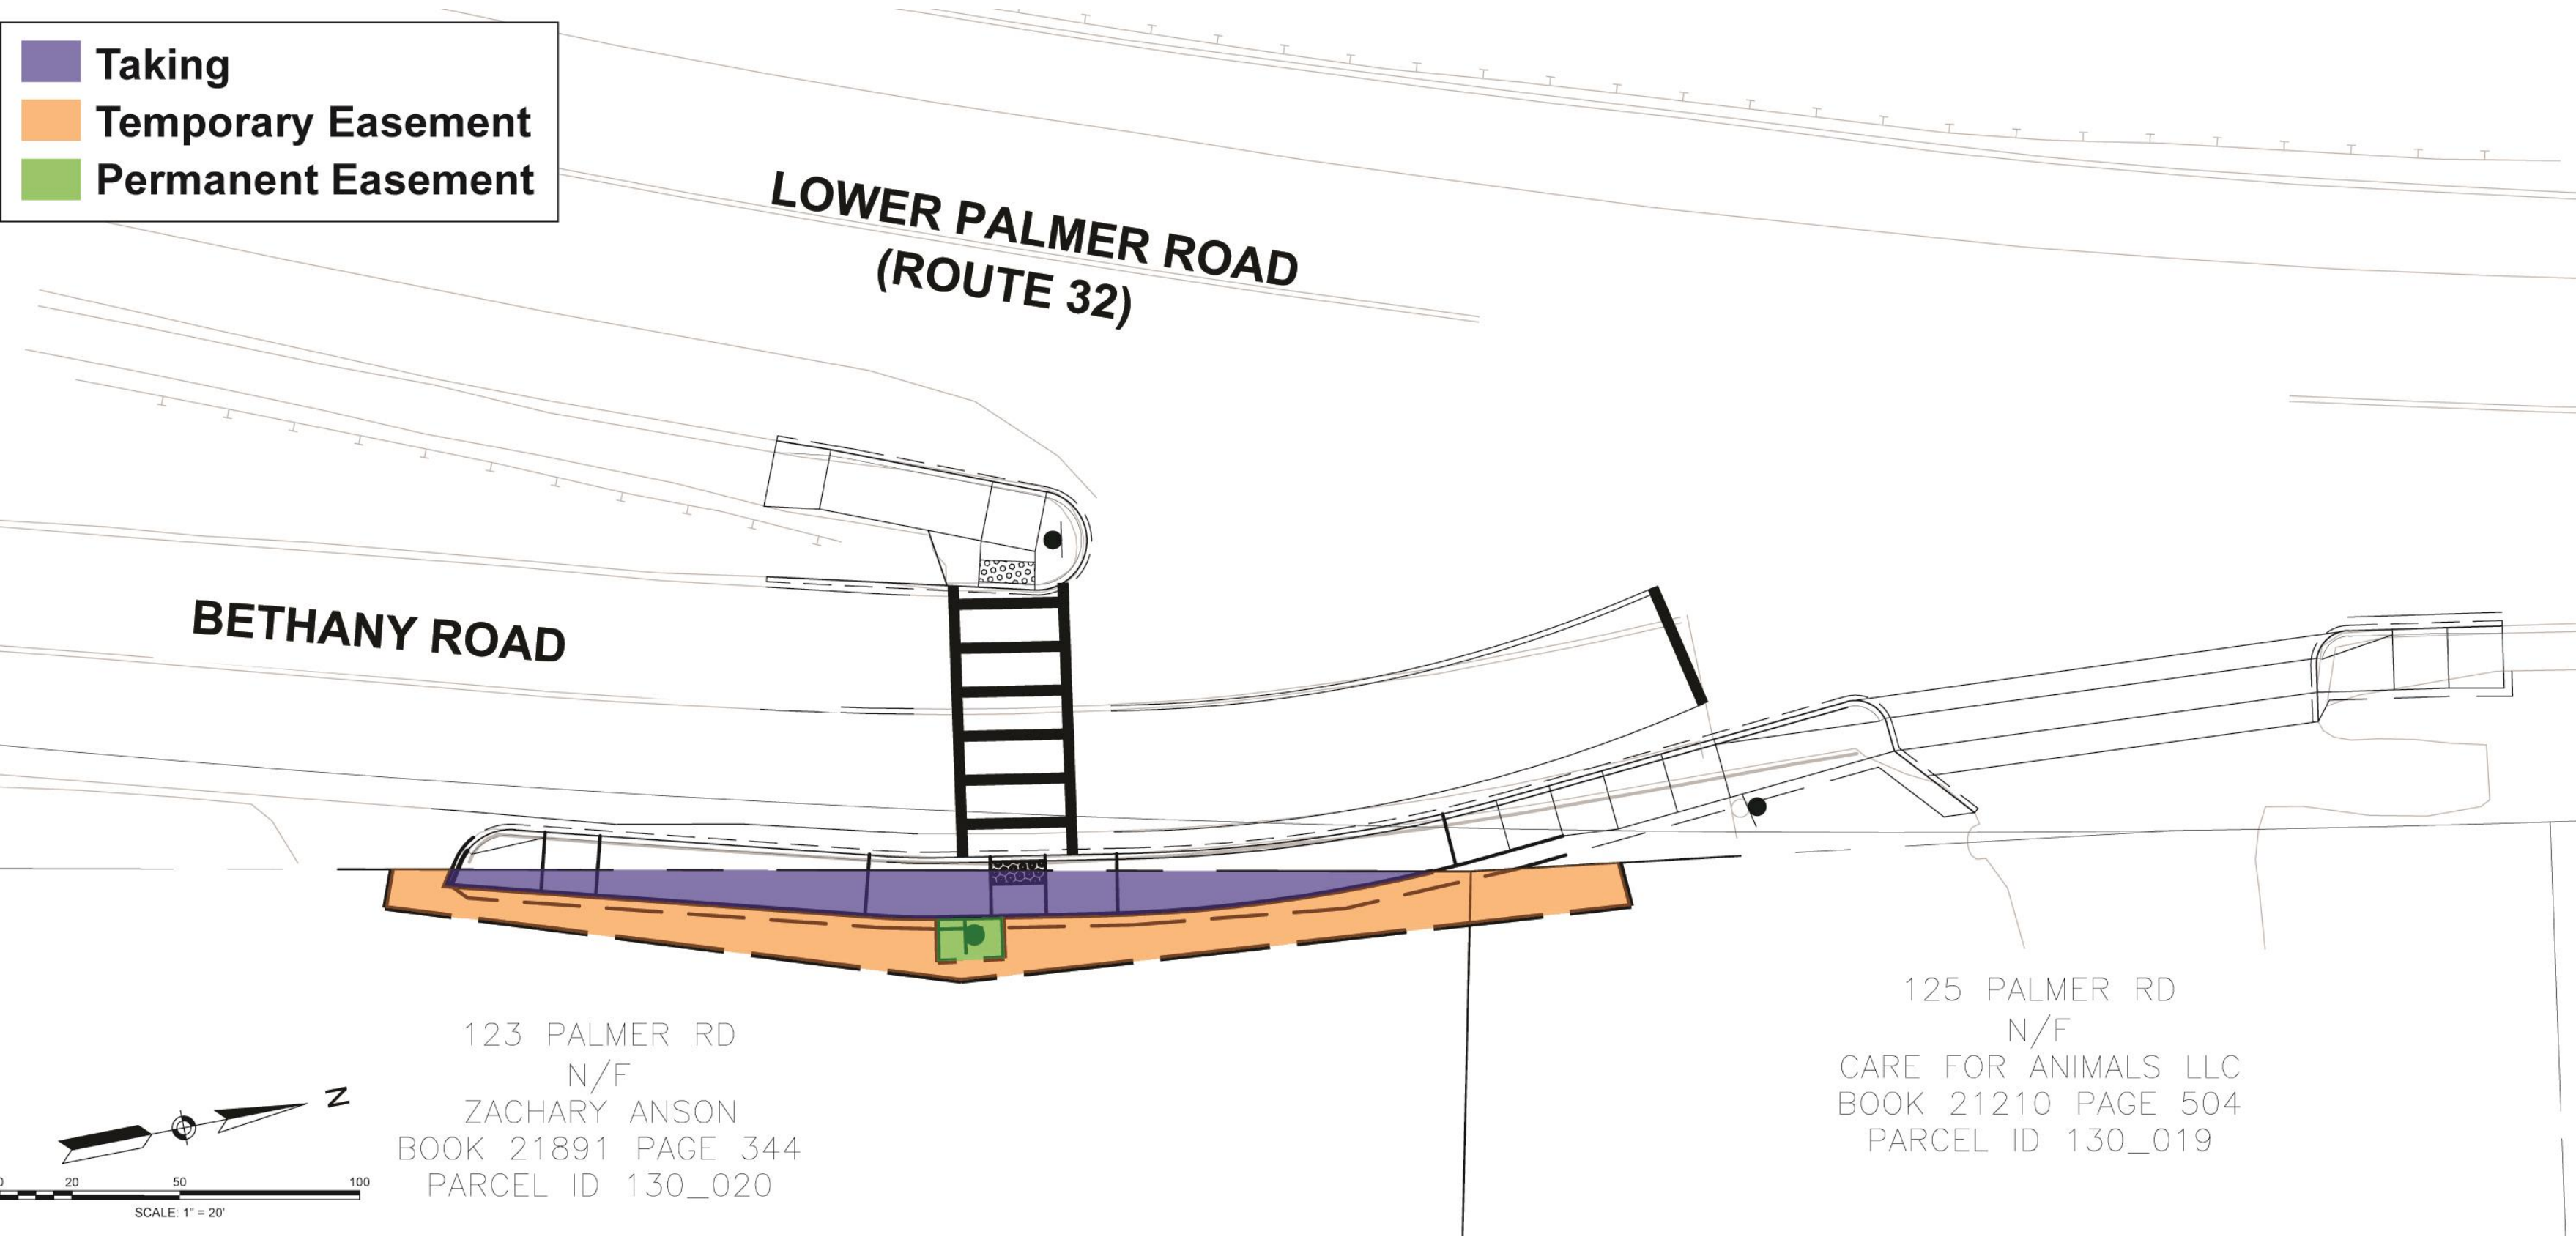 Taking
Temporary Easement
Permanent Easement
LOWER PALMER ROAD
(ROUTE 32)
BETHANY ROAD
123 PALMER RD
N/F
ZACHARY ANSON
BOOK 21891 PAGE 344
PARCEL ID 130_020
125 PALMER RD
N/F
CARE FOR ANIMALS LLC
BOOK 21210 PAGE 504
PARCEL ID 130_019
N
0 20 50 100
SCALE: 1" = 20'